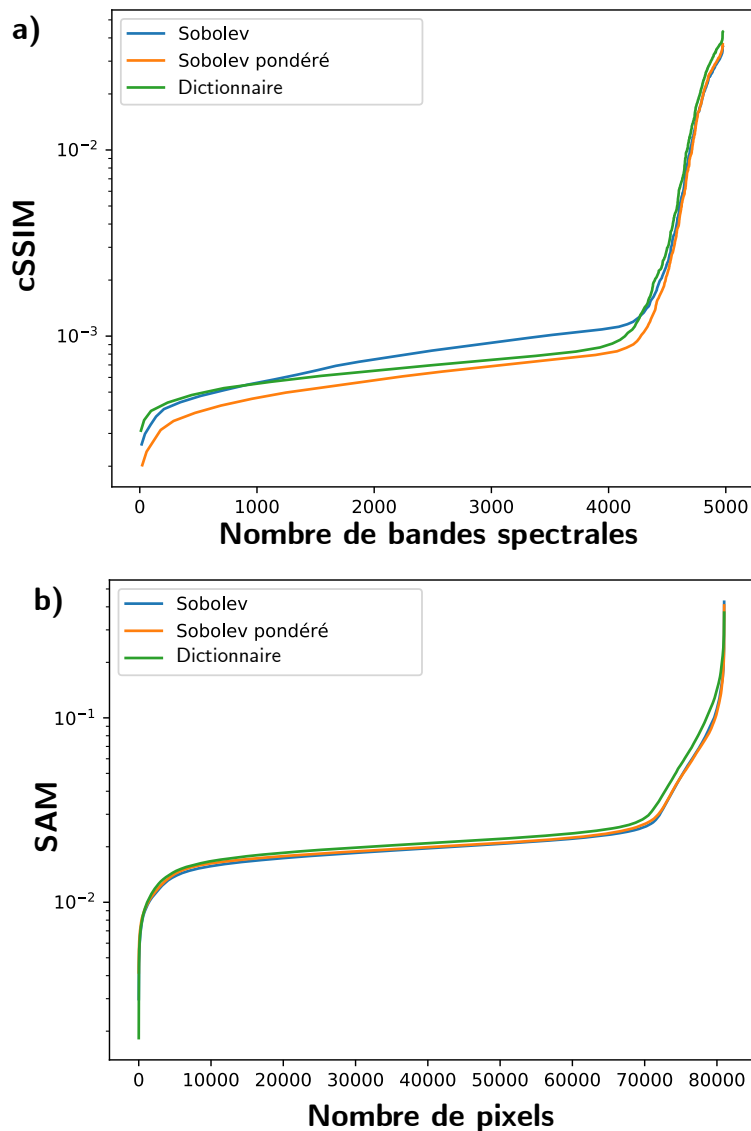 a)
Sobolev
Sobolev pondéré
Dictionnaire
cSSIM
10⁻²
10⁻³
0 1000 2000 3000 4000 5000
Nombre de bandes spectrales
b)
Sobolev
Sobolev pondéré
Dictionnaire
SAM
10⁻¹
10⁻²
0 10000 20000 30000 40000 50000 60000 70000 80000
Nombre de pixels